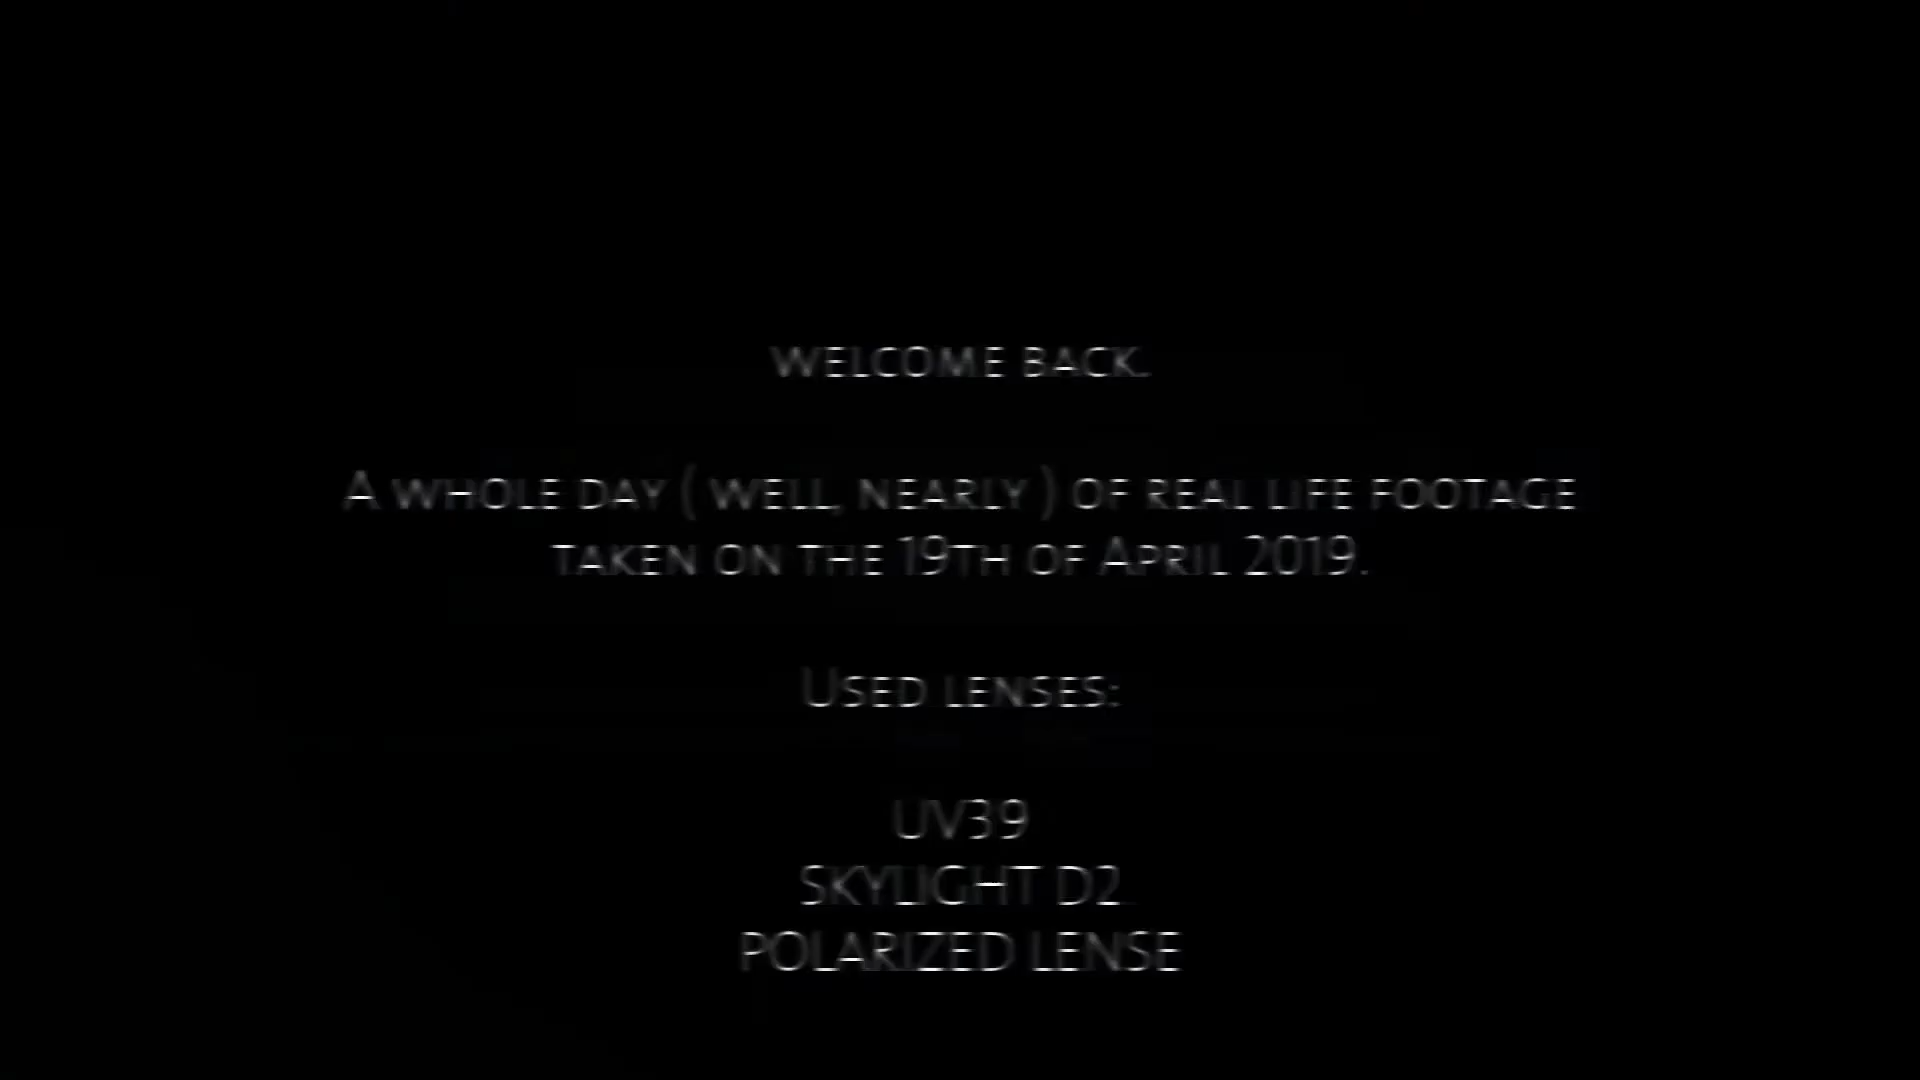 WELCOME BACK.
A WHOLE DAY ( WELL, NEARLY ) OF REAL LIFE FOOTAGE
TAKEN ON THE 19TH OF APRIL 2019.
USED LENSES:
UV39
SKYLIGHT D2
POLARIZED LENSE